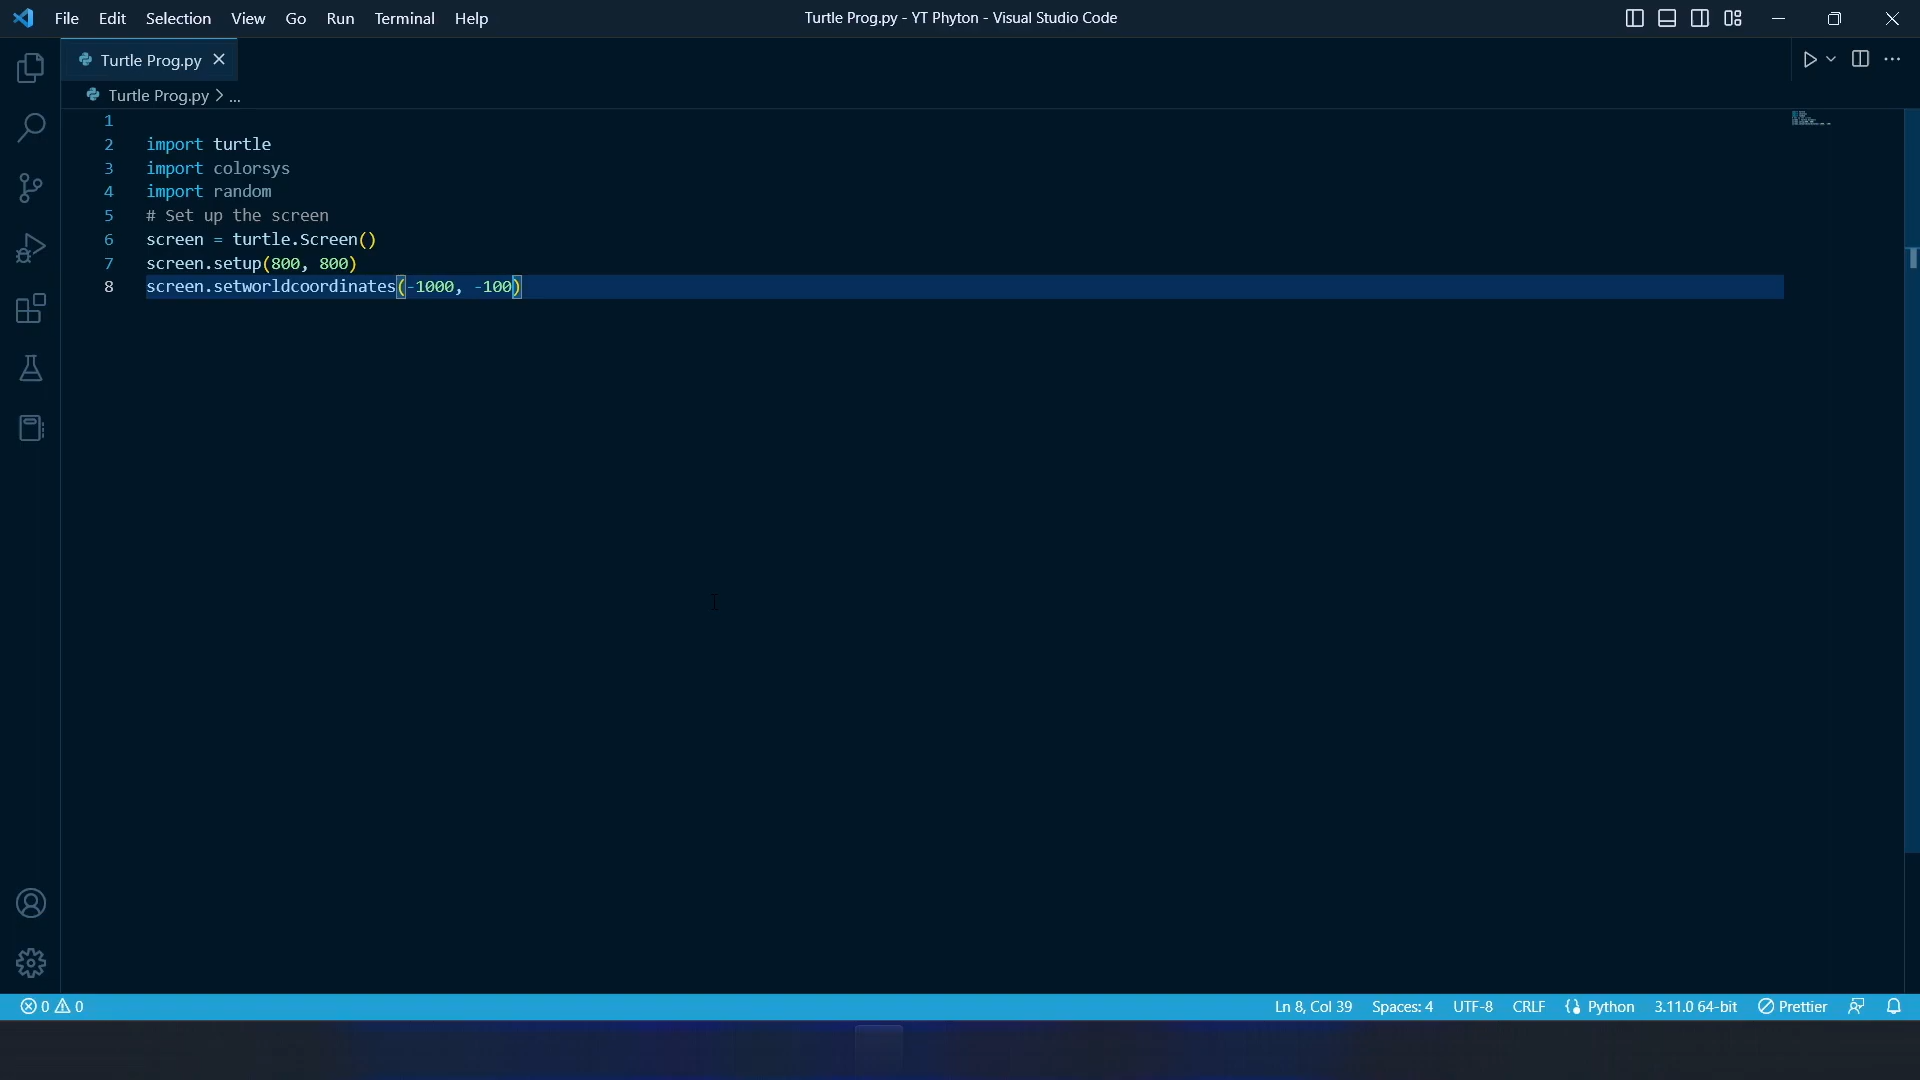 File Edit Selection View Go Run Terminal Help Turtle Prog.py - YT Phyton - Visual Studio Code
Turtle Prog.py
Turtle Prog.py > ...
1
2 import turtle
3 import colorsys
4 import random
5 # Set up the screen
6 screen = turtle.Screen()
7 screen.setup(800, 800)
8 screen.setworldcoordinates(-1000, -100)
0 0 Ln 8, Col 39 Spaces: 4 UTF-8 CRLF Python 3.11.0 64-bit Prettier